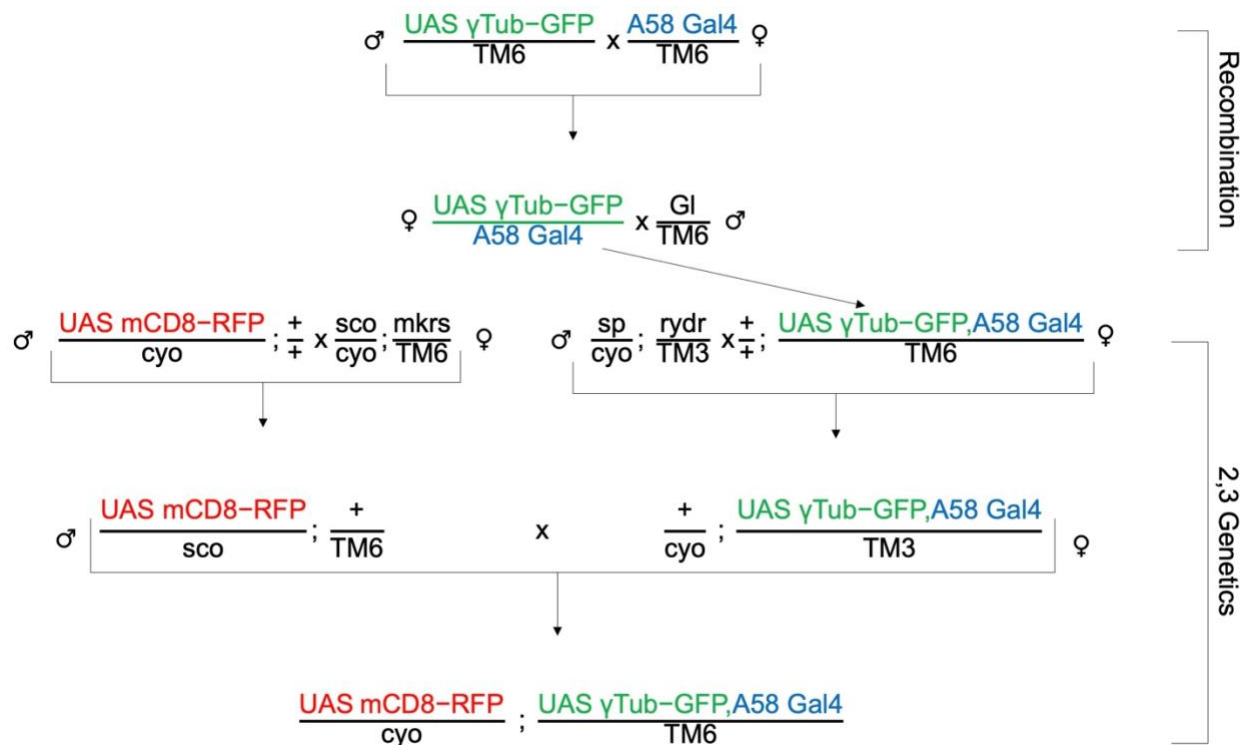 ♂ UAS γTub-GFP x A58 Gal4 ♀
TM6 TM6
♀ UAS γTub-GFP x Gl ♂
A58 Gal4 TM6
Recombination
♂ UAS mCD8-RFP ; + x sco ; mkrs ♀
cyo + cyo TM6
♂ sp ; rydr x + ; UAS γTub-GFP,A58 Gal4 ♀
cyo TM3 + TM6
♂ UAS mCD8-RFP ; + x + ; UAS γTub-GFP,A58 Gal4 ♀
sco TM6 cyo TM3
UAS mCD8-RFP ; UAS γTub-GFP,A58 Gal4
cyo TM6
2,3 Genetics